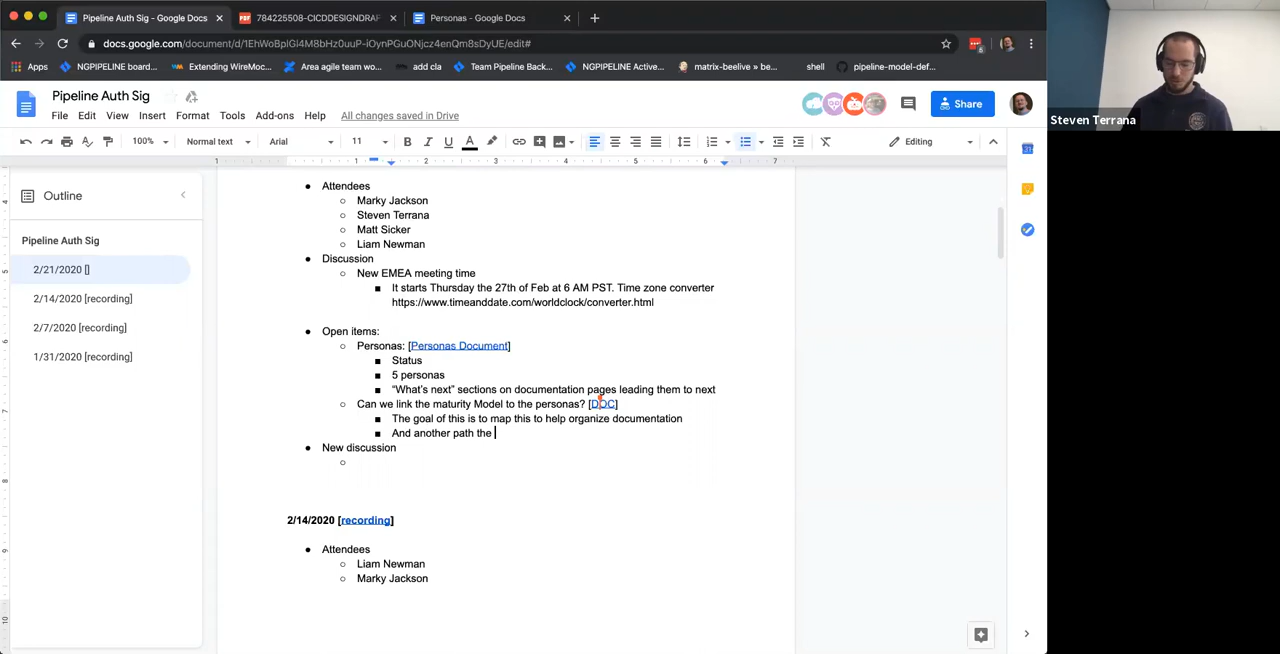 Pipeline Auth Sig - Google Docs
784225508-CICDDESIGNDRAF
Personas - Google Docs
docs.google.com/document/d/1EhWoBplGl4M8bHz0uuP-iOynPGuONjcz4enQm8sDyUE/edit#
Apps
NGPIPELINE board...
Extending WireMoc...
Area agile team wo...
add cla
Team Pipeline Back...
NGPIPELINE Active...
matrix-beelive » be...
shell
pipeline-model-def...
Pipeline Auth Sig
File Edit View Insert Format Tools Add-ons Help All changes saved in Drive
Share
100% Normal text Arial 11 Editing
1 1 2 3 4 5 6 7
Outline
Pipeline Auth Sig
2/21/2020 []
2/14/2020 [recording]
2/7/2020 [recording]
1/31/2020 [recording]
Attendees
Marky Jackson
Steven Terrana
Matt Sicker
Liam Newman
Discussion
New EMEA meeting time
It starts Thursday the 27th of Feb at 6 AM PST. Time zone converter
https://www.timeanddate.com/worldclock/converter.html
Open items:
Personas: [Personas Document]
Status
5 personas
“What’s next” sections on documentation pages leading them to next
Can we link the maturity Model to the personas? [DOC]
The goal of this is to map this to help organize documentation
And another path the
New discussion
2/14/2020 [recording]
Attendees
Liam Newman
Marky Jackson
Steven Terrana